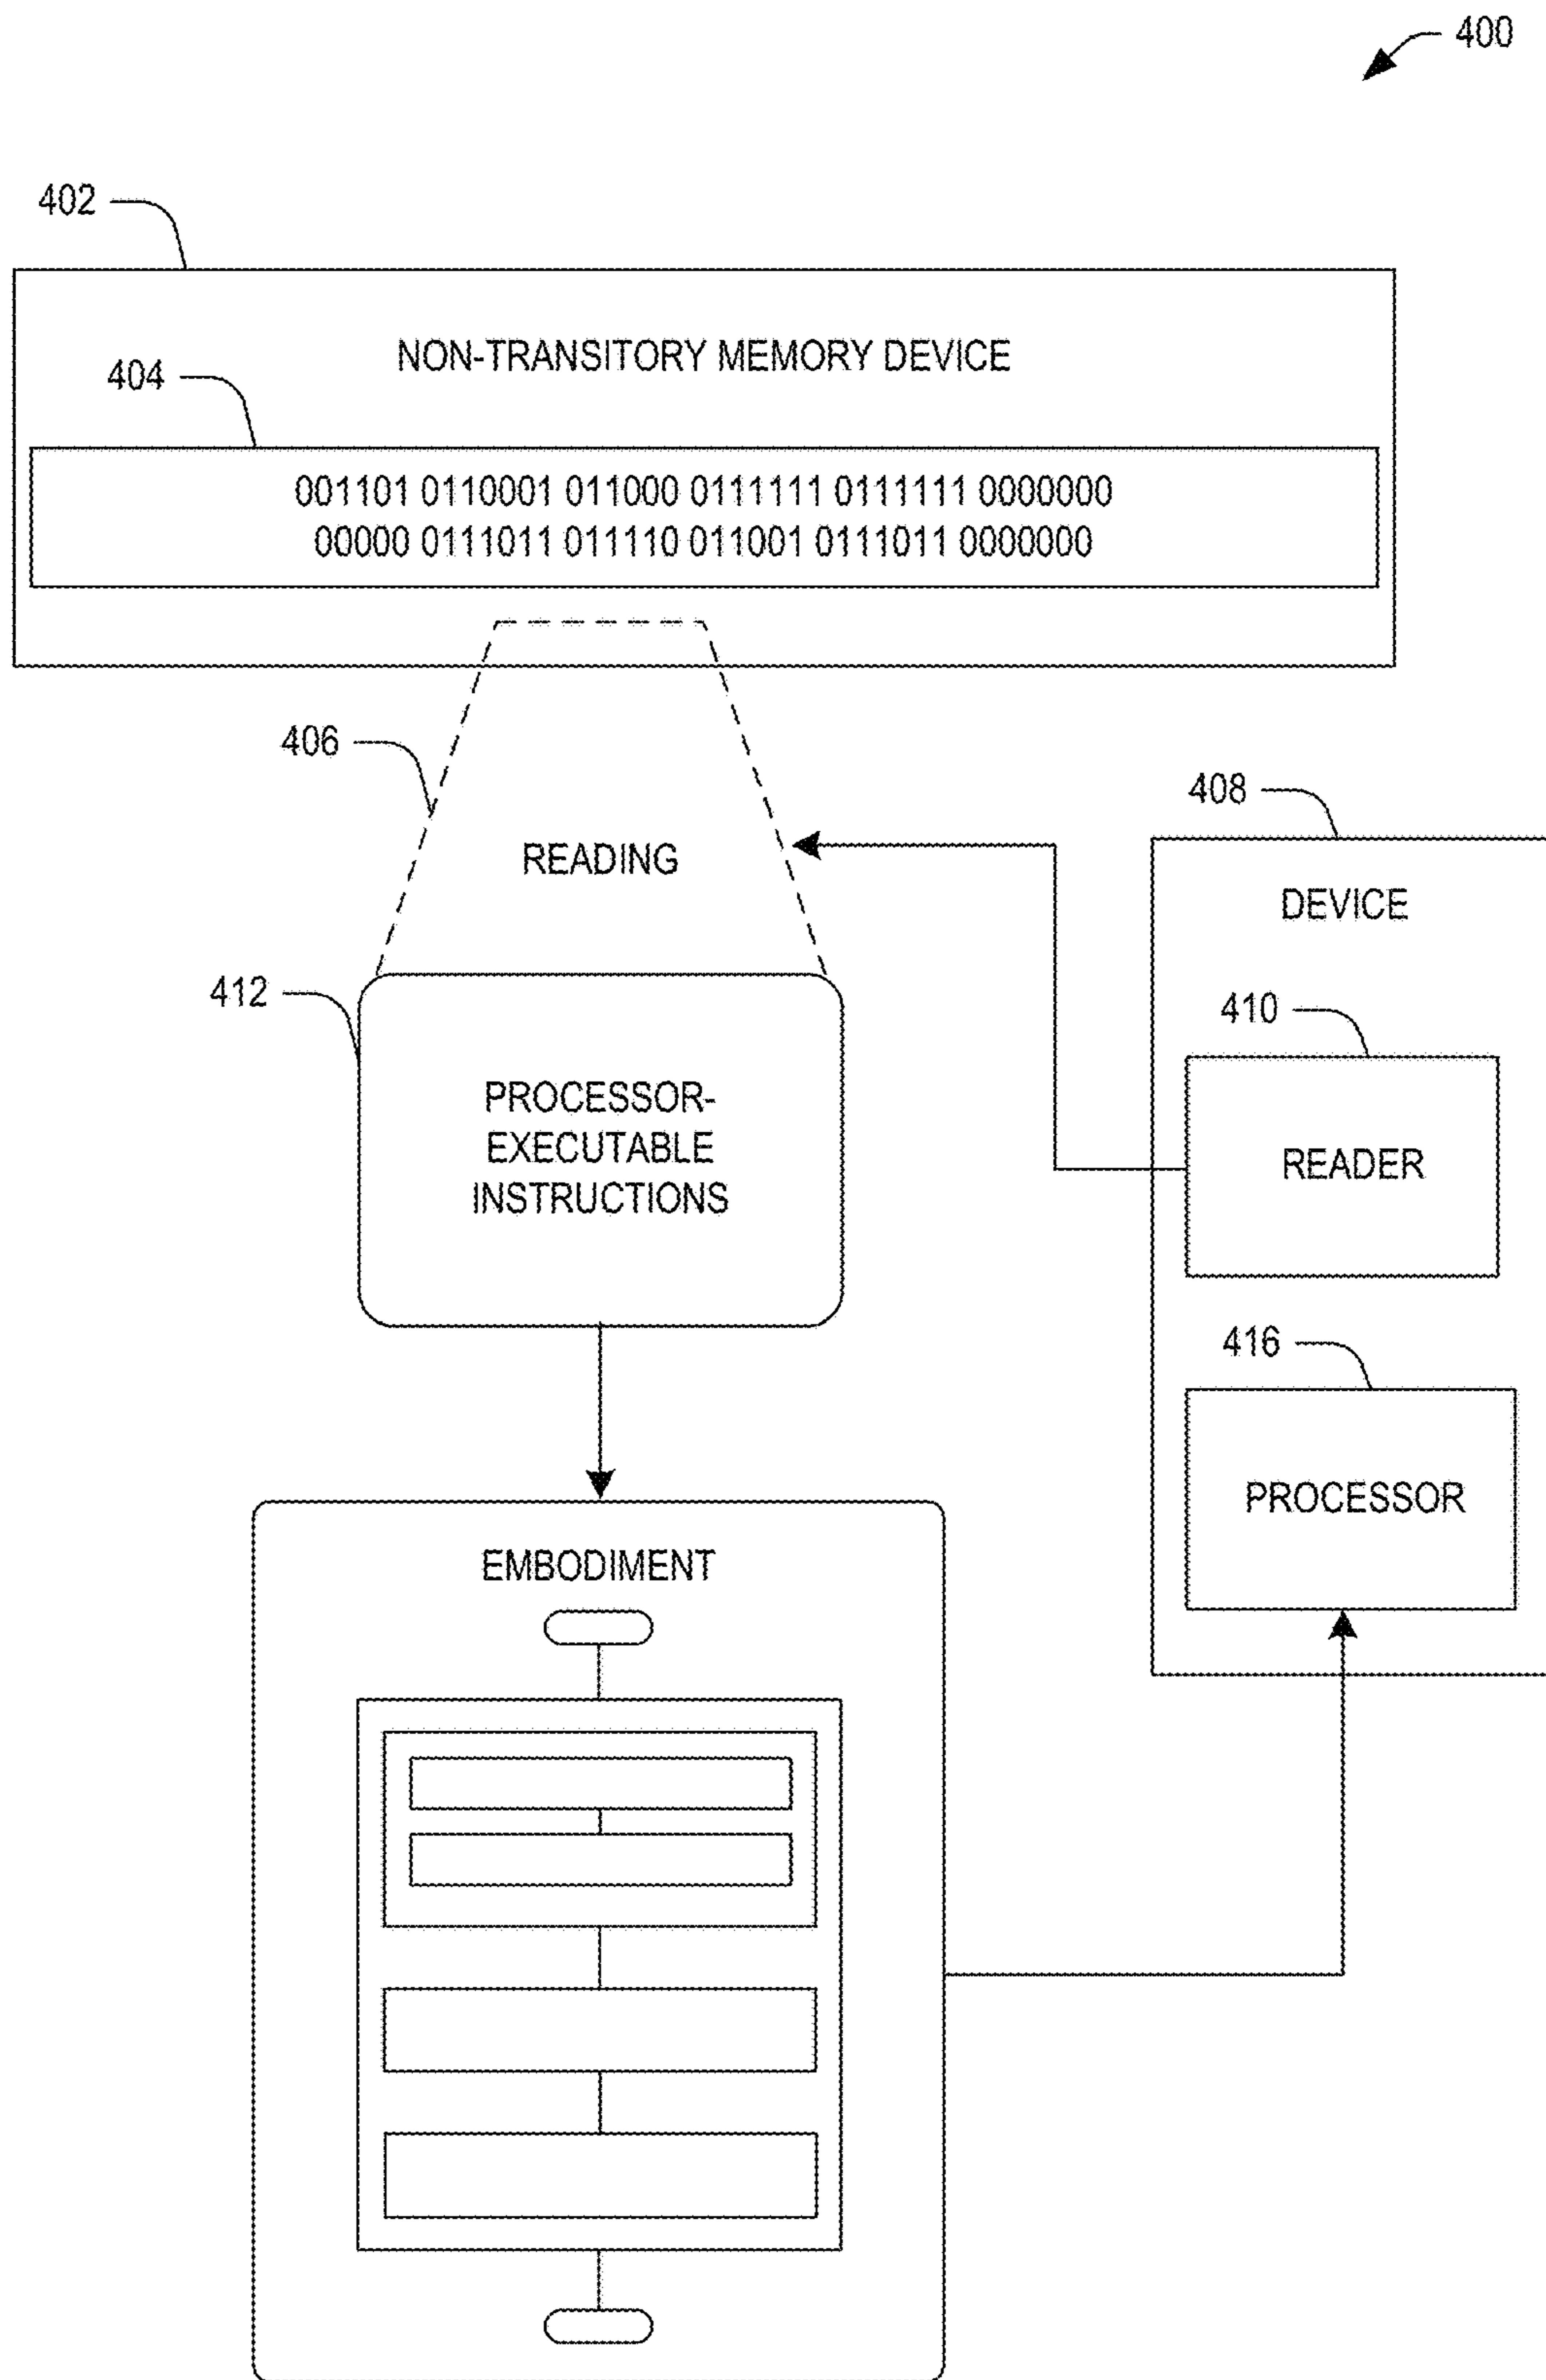 400
402
NON-TRANSITORY MEMORY DEVICE
404
001101 0110001 011000 0111111 0111111 0000000
00000 0111011 011110 011001 0111011 0000000
406
READING
408
DEVICE
412
410
PROCESSOR-
EXECUTABLE
INSTRUCTIONS
READER
416
PROCESSOR
EMBODIMENT